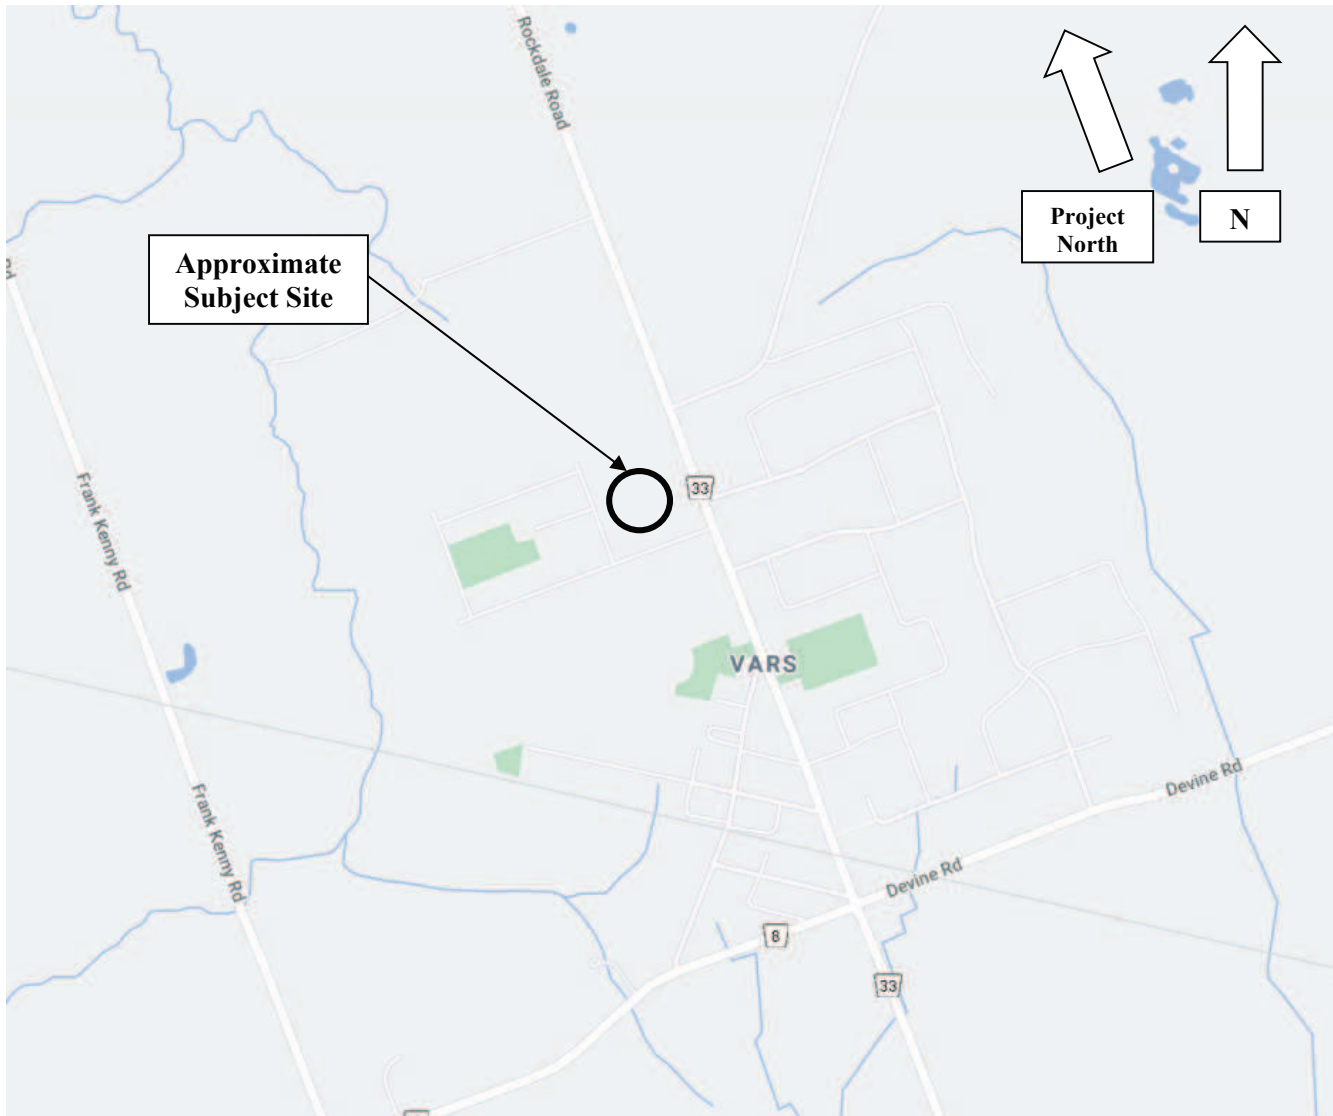 Rockdale Road
Project
North
N
Approximate
Subject Site
Rd
33
Frank Kenny Rd
VARS
Frank Kenny Rd
Devine Rd
Devine Rd
8
33